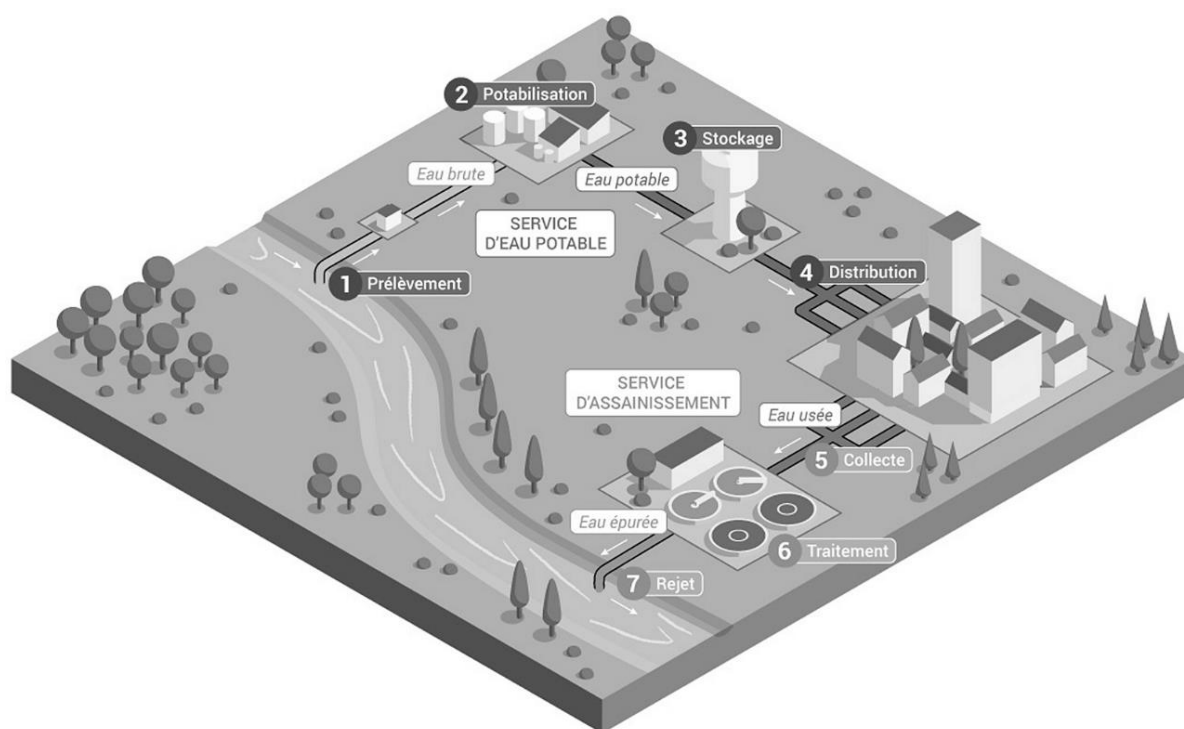 2 Potabilisation
3 Stockage
Eau brute
Eau potable
SERVICE
D'EAU POTABLE
1 Prélèvement
4 Distribution
SERVICE
D'ASSAINISSEMENT
Eau usée
5 Collecte
Eau épurée
6 Traitement
7 Rejet